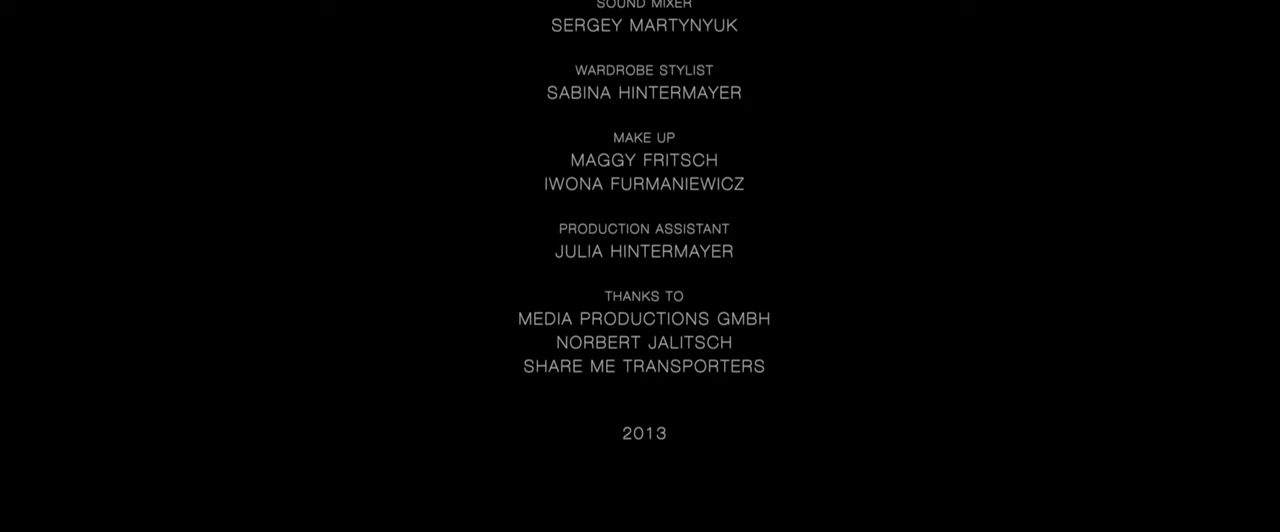 SOUND MIXER
SERGEY MARTYNYUK
WARDROBE STYLIST
SABINA HINTERMAYER
MAKE UP
MAGGY FRITSCH
IWONA FURMANIEWICZ
PRODUCTION ASSISTANT
JULIA HINTERMAYER
THANKS TO
MEDIA PRODUCTIONS GMBH
NORBERT JALITSCH
SHARE ME TRANSPORTERS
2013